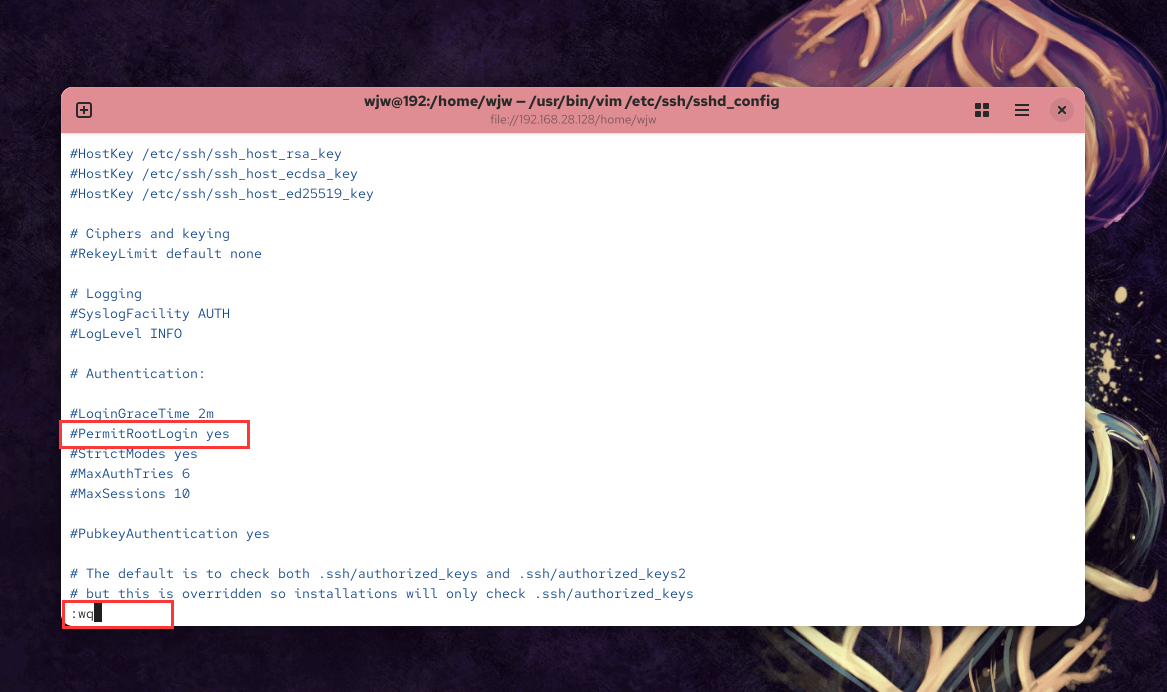 wjw@192:/home/wjw — /usr/bin/vim /etc/ssh/sshd_config
file://192.168.28.128/home/wjw
#HostKey /etc/ssh/ssh_host_rsa_key
#HostKey /etc/ssh/ssh_host_ecdsa_key
#HostKey /etc/ssh/ssh_host_ed25519_key
# Ciphers and keying
#RekeyLimit default none
# Logging
#SyslogFacility AUTH
#LogLevel INFO
# Authentication:
#LoginGraceTime 2m
#PermitRootLogin yes
#StrictModes yes
#MaxAuthTries 6
#MaxSessions 10
#PubkeyAuthentication yes
# The default is to check both .ssh/authorized_keys and .ssh/authorized_keys2
# but this is overridden so installations will only check .ssh/authorized_keys
:wq